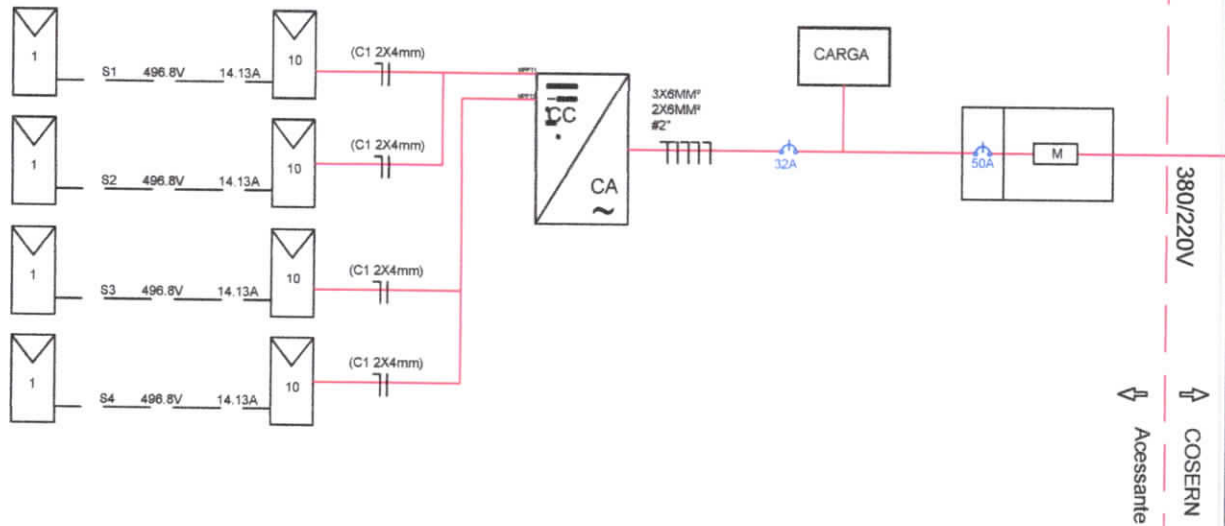 1
S1 496.8V 14.13A
10
(C1 2X4mm)
1
S2 496.8V 14.13A
10
(C1 2X4mm)
1
S3 496.8V 14.13A
10
(C1 2X4mm)
1
S4 496.8V 14.13A
10
(C1 2X4mm)
CC
CA
3X6MM²
2X6MM²
#2"
32A
CARGA
50A
M
380/220V
COSERN
Acessante